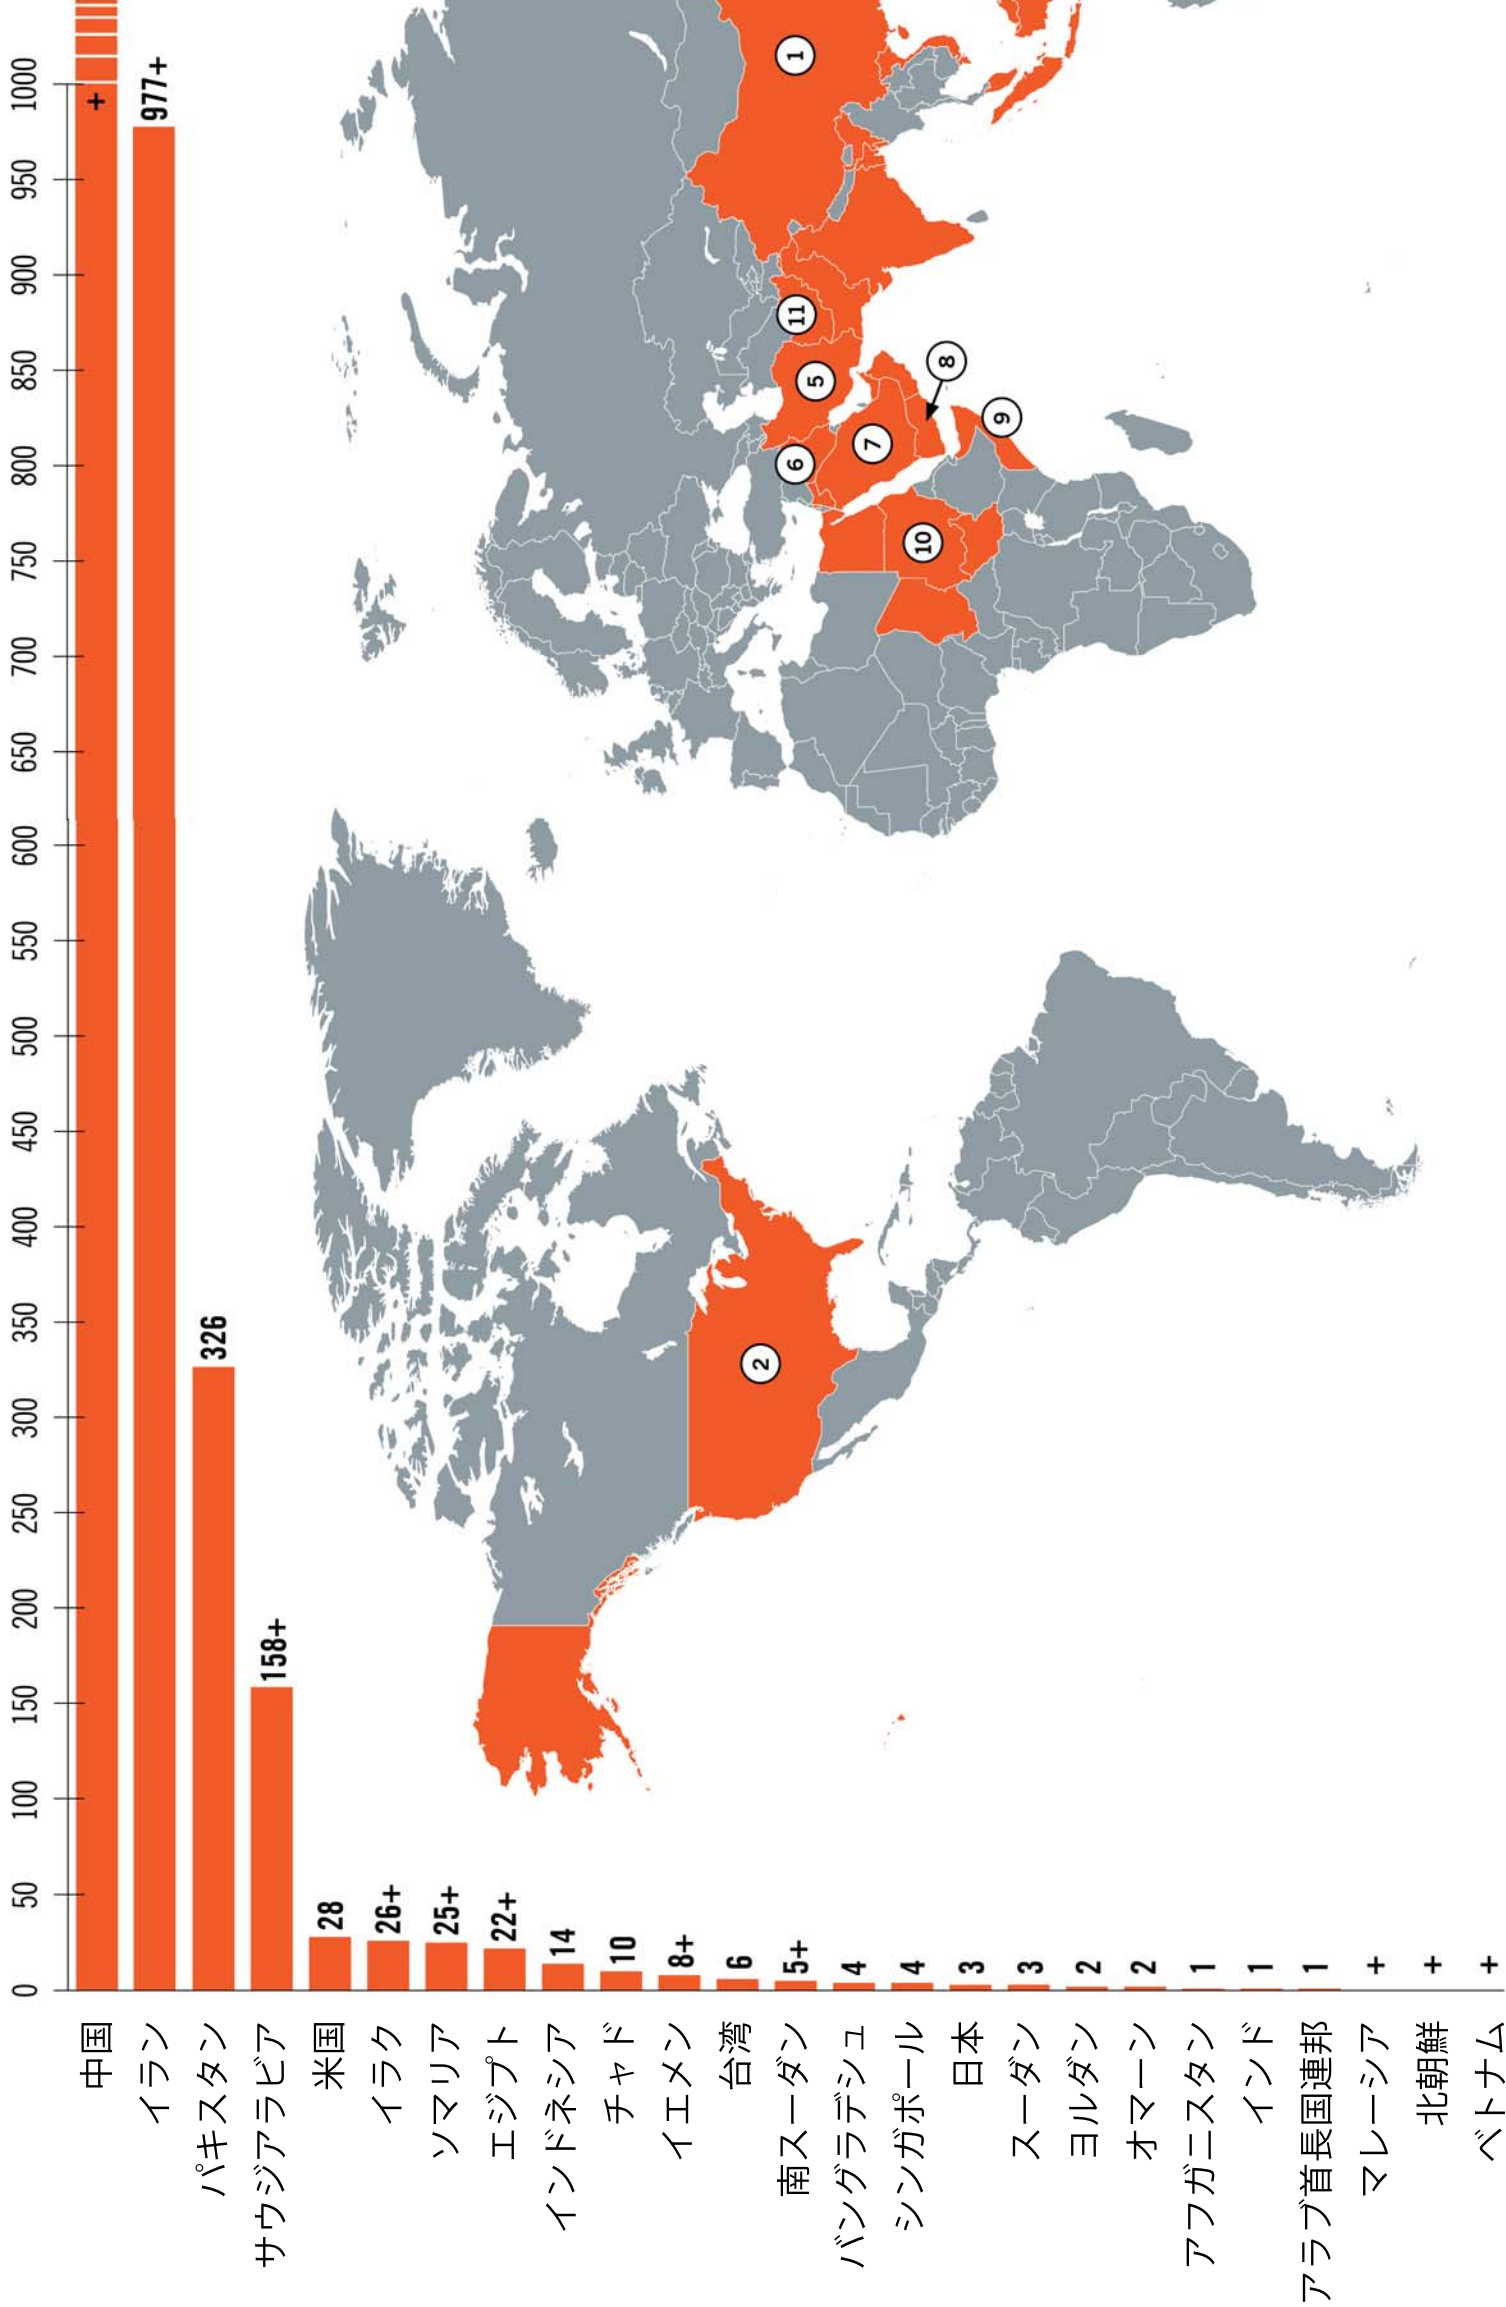 0 50 100 150 200 250 300 350 400 450 500 550 600 650 700 750 800 850 900 950 1000
中国 +
イラン 977+
パキスタン 326
サウジアラビア 158+
米国 28
イラク 26+
ソマリア 25+
エジプト 22+
インドネシア 14
チャド 10
イエメン 8+
台湾 6
南スーダン 5+
バングラデシュ 4
シンガポール 4
日本 3
スーダン 3
ヨルダン 2
オマーン 2
アフガニスタン 1
インド 1
アラブ首長国連邦 1
マレーシア +
北朝鮮 +
ベトナム +
2
6
10
7
5
9
8
11
1